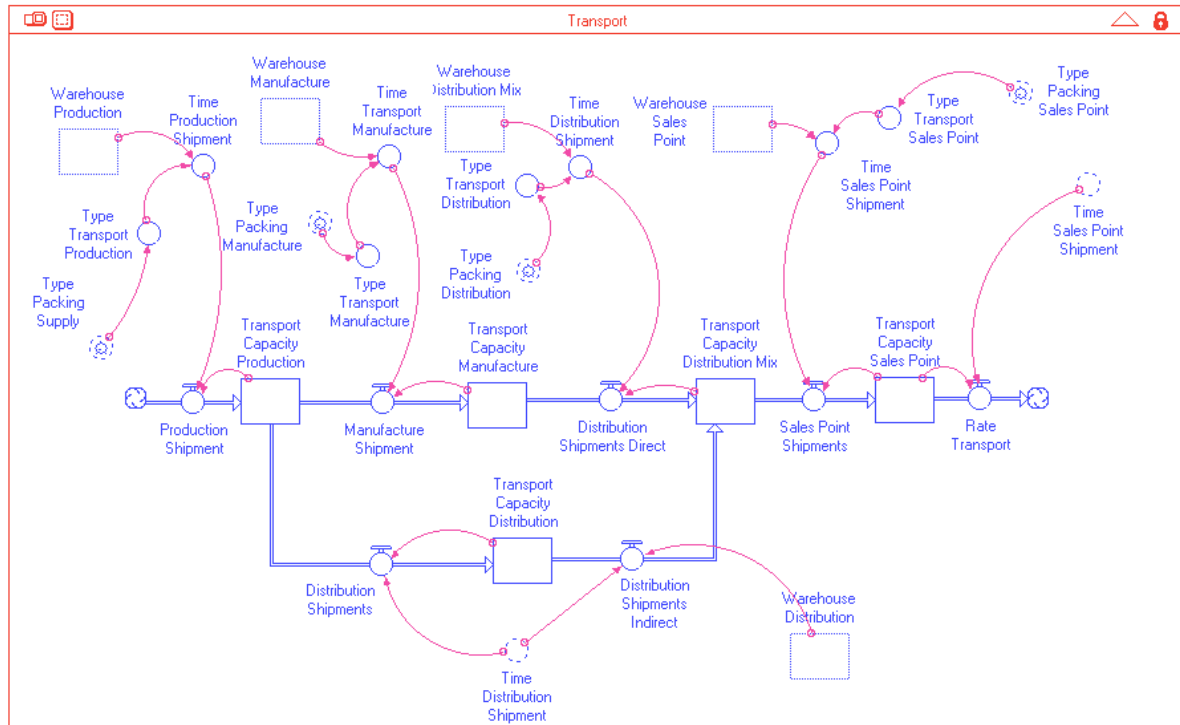 Transport
Warehouse
Production
Time
Production
Shipment
Warehouse
Manufacture
Time
Transport
Manufacture
Warehouse
Distribution Mix
Time
Distribution
Shipment
Warehouse
Sales
Point
Type
Transport
Sales Point
Type
Packing
Sales Point
Type
Transport
Production
Type
Packing
Manufacture
Type
Transport
Distribution
Time
Sales Point
Shipment
Time
Sales Point
Shipment
Type
Packing
Supply
Type
Transport
Manufacture
Type
Packing
Distribution
Transport
Capacity
Production
Transport
Capacity
Manufacture
Transport
Capacity
Distribution Mix
Transport
Capacity
Sales Point
Production
Shipment
Manufacture
Shipment
Distribution
Shipments Direct
Sales Point
Shipments
Rate
Transport
Transport
Capacity
Distribution
Distribution
Shipments
Distribution
Shipments
Indirect
Warehouse
Distribution
Time
Distribution
Shipment